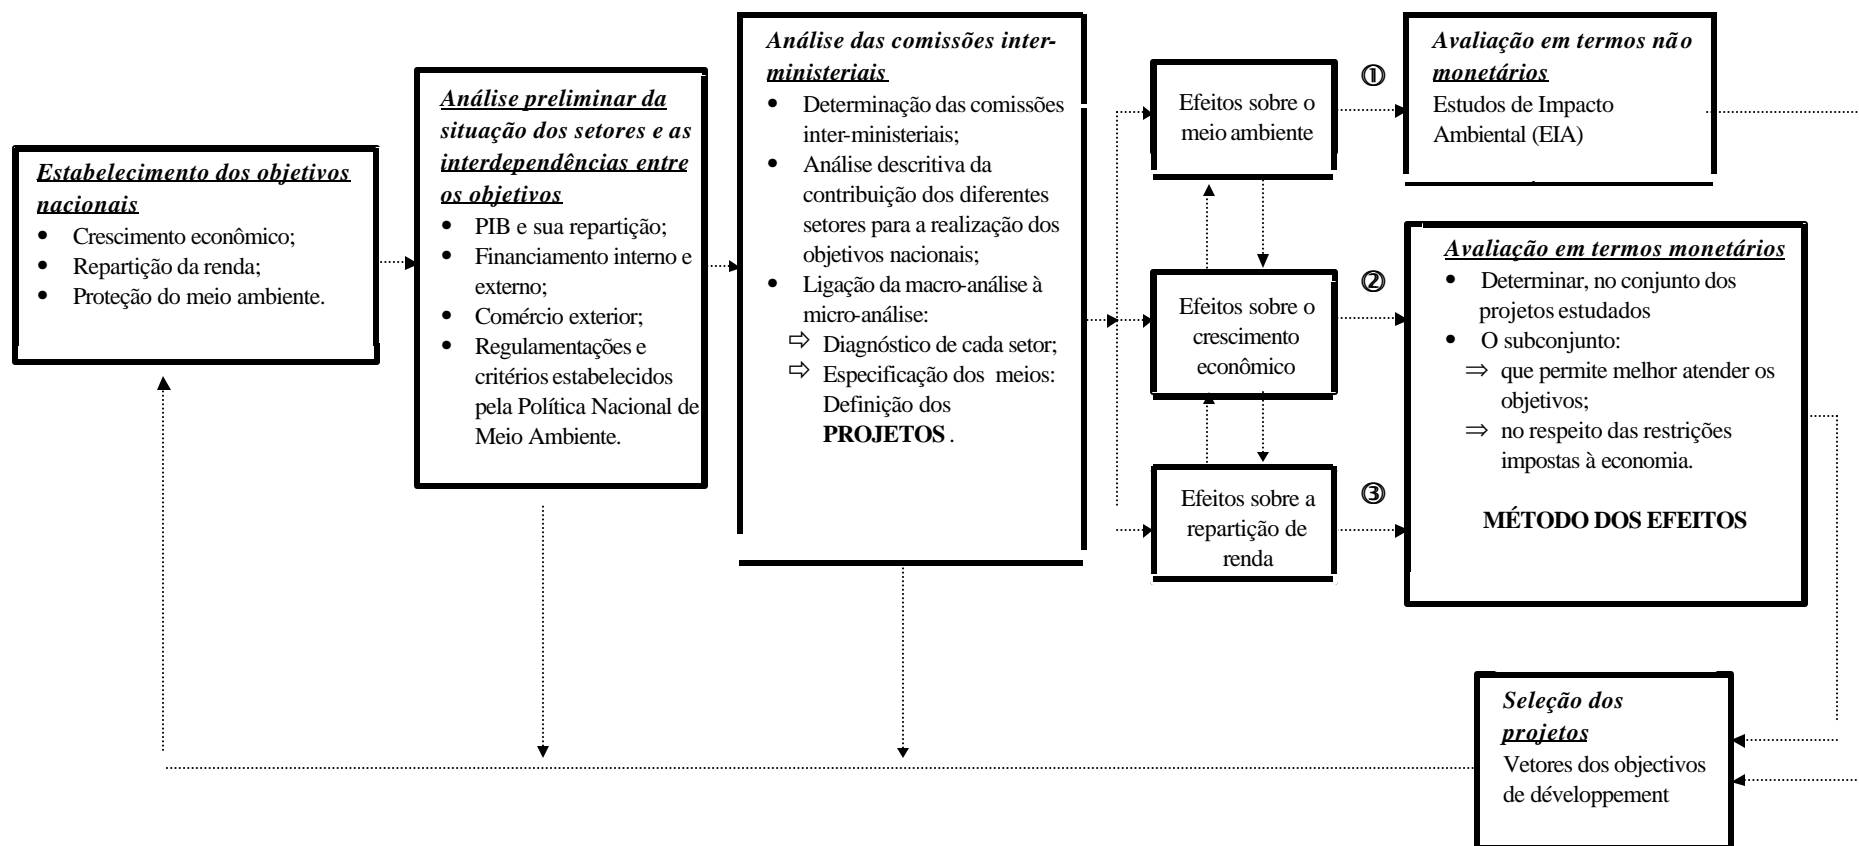 Estabelecimento dos objetivos
nacionais
• Crescimento econômico;
• Repartição da renda;
• Proteção do meio ambiente.
Análise preliminar da
situação dos setores e as
interdependências entre
os objetivos
• PIB e sua repartição;
• Financiamento interno e
externo;
• Comércio exterior;
• Regulamentações e
critérios estabelecidos
pela Política Nacional de
Meio Ambiente.
Análise das comissões inter-
ministeriais
• Determinação das comissões
inter-ministeriais;
• Análise descritiva da
contribuição dos diferentes
setores para a realização dos
objetivos nacionais;
• Ligação da macro-análise à
micro-análise:
⇨ Diagnóstico de cada setor;
⇨ Especificação dos meios:
Definição dos
PROJETOS .
Efeitos sobre o
meio ambiente
Efeitos sobre o
crescimento
econômico
Efeitos sobre a
repartição de
renda
①
②
③
Avaliação em termos não
monetários
Estudos de Impacto
Ambiental (EIA)
Avaliação em termos monetários
• Determinar, no conjunto dos
projetos estudados
• O subconjunto:
⇒ que permite melhor atender os
objetivos;
⇒ no respeito das restrições
impostas à economia.
MÉTODO DOS EFEITOS
Seleção dos
projetos
Vetores dos objectivos
de développement